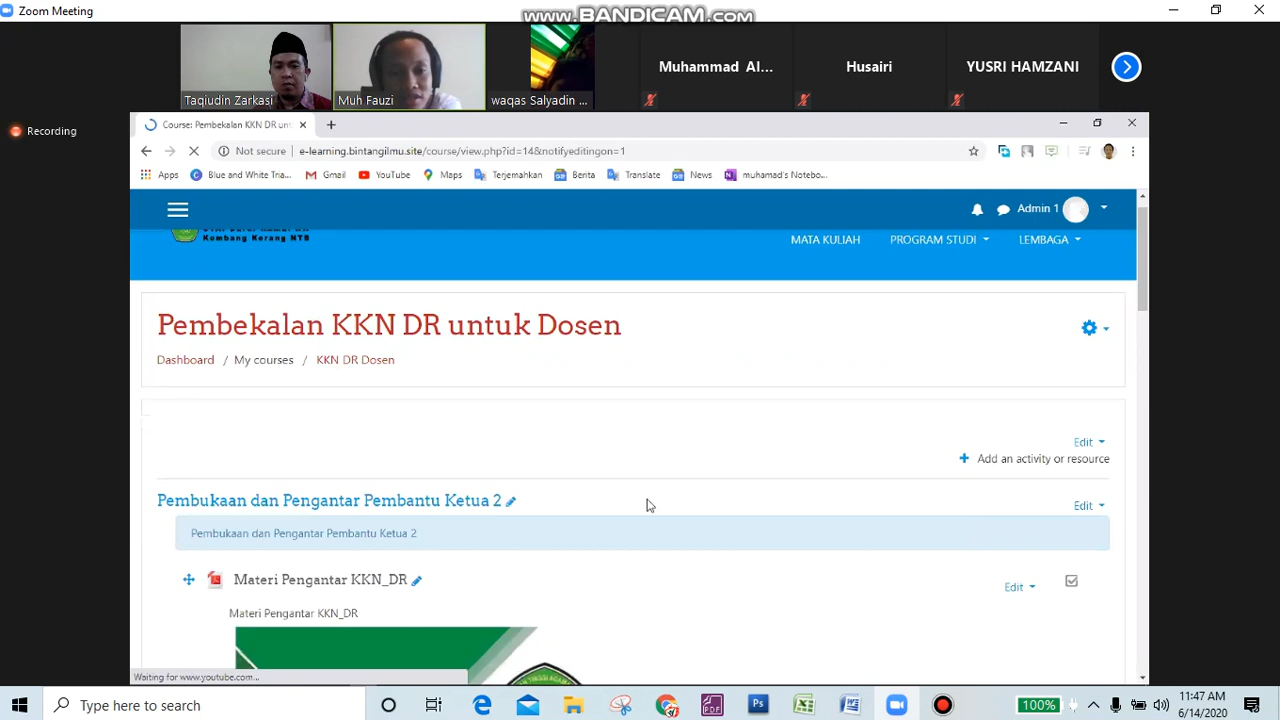 Zoom Meeting
www.BANDICAM.com
Taqiudin Zarkasi
Muh Fauzi
waqas Salyadin ...
Muhammad Al...
Husairi
YUSRI HAMZANI
Recording
Course: Pembekalan KKN DR unt
Not secure
e-learning.bintangilmu.site/course/view.php?id=14&notifyeditingon=1
Apps
Blue and White Tria...
Gmail
YouTube
Maps
Terjemahkan
Berita
Translate
News
muhamad's Notebo...
Admin 1
Kombang Kerang NTB
MATA KULIAH
PROGRAM STUDI
LEMBAGA
Pembekalan KKN DR untuk Dosen
Dashboard / My courses / KKN DR Dosen
Edit
Add an activity or resource
Pembukaan dan Pengantar Pembantu Ketua 2
Edit
Pembukaan dan Pengantar Pembantu Ketua 2
Materi Pengantar KKN_DR
Edit
Materi Pengantar KKN_DR
Waiting for www.youtube.com...
Type here to search
100%
11:47 AM
6/14/2020